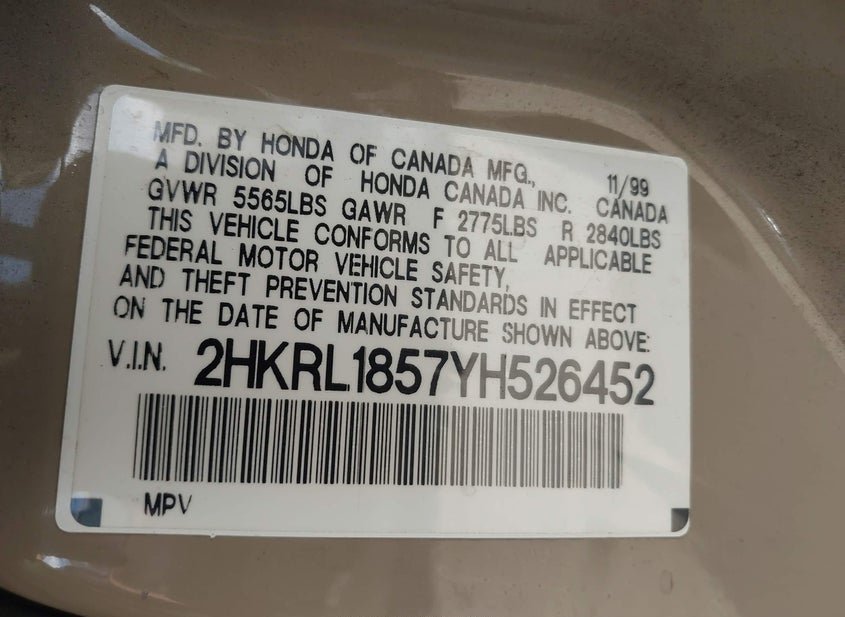 MFD. BY HONDA OF CANADA MFG., 11/99
A DIVISION OF HONDA CANADA INC. CANADA
GVWR 5565LBS GAWR F 2775LBS R 2840LBS
THIS VEHICLE CONFORMS TO ALL APPLICABLE
FEDERAL MOTOR VEHICLE SAFETY,
AND THEFT PREVENTION STANDARDS IN EFFECT
ON THE DATE OF MANUFACTURE SHOWN ABOVE:
V.I.N. 2HKRL1857YH526452
MPV